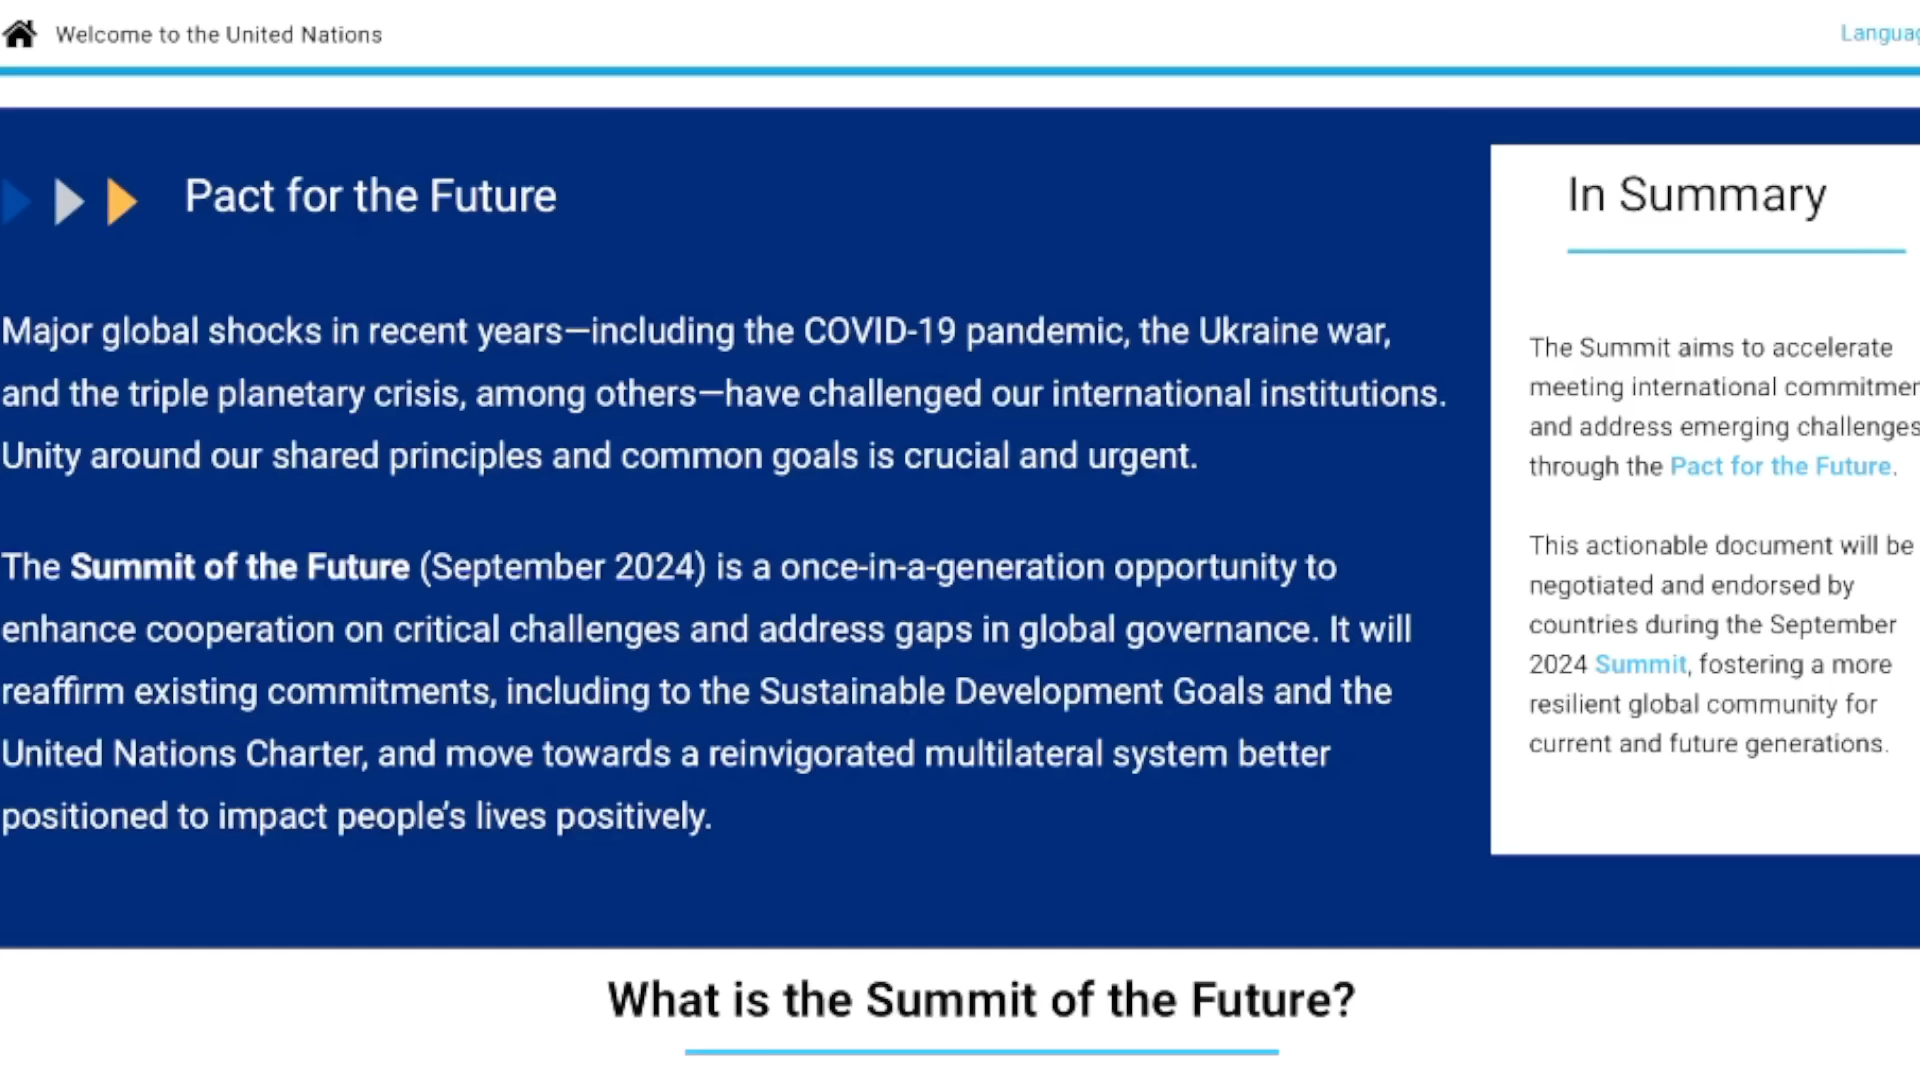 Welcome to the United Nations
Pact for the Future
Major global shocks in recent years—including the COVID-19 pandemic, the Ukraine war,
and the triple planetary crisis, among others—have challenged our international institutions.
Unity around our shared principles and common goals is crucial and urgent.
The Summit of the Future (September 2024) is a once-in-a-generation opportunity to
enhance cooperation on critical challenges and address gaps in global governance. It will
reaffirm existing commitments, including to the Sustainable Development Goals and the
United Nations Charter, and move towards a reinvigorated multilateral system better
positioned to impact people's lives positively.
In Summary
The Summit aims to accelerate
meeting international
and address emerging challenges
through the Pact for the Future.
This actionable document will be
negotiated and endorsed by
countries during the September
2024 Summit, fostering a more
resilient global community for
current and future generations.
What is the Summit of the Future?